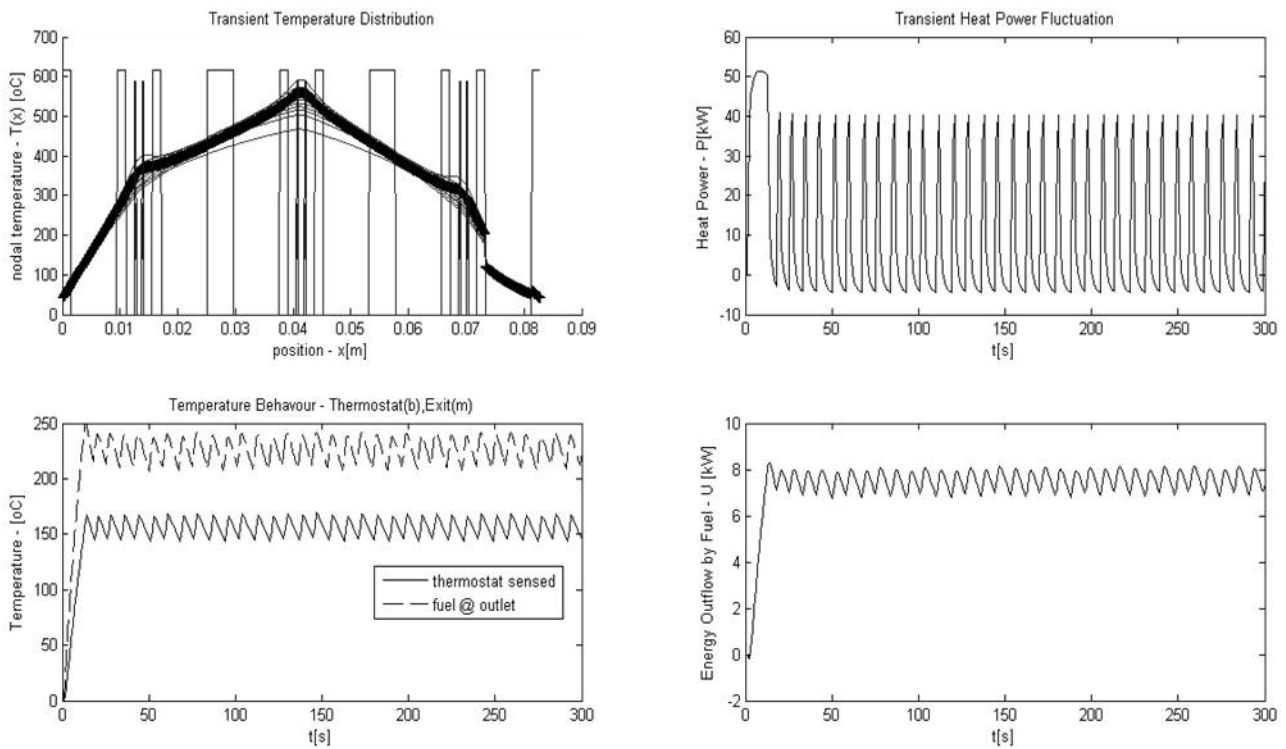 Transient Temperature Distribution
nodal temperature - T(x) [oC]
700
600
500
400
300
200
100
0
0 0.01 0.02 0.03 0.04 0.05 0.06 0.07 0.08 0.09
position - x[m]
Transient Heat Power Fluctuation
Heat Power - P[kW]
60
50
40
30
20
10
0
-10
0 50 100 150 200 250 300
t[s]
Temperature Behavour - Thermostat(b),Exit(m)
Temperature - [oC]
250
200
150
100
50
0
thermostat sensed
fuel @ outlet
0 50 100 150 200 250 300
t[s]
Energy Outflow by Fuel - U [kW]
10
8
6
4
2
0
-2
0 50 100 150 200 250 300
t[s]